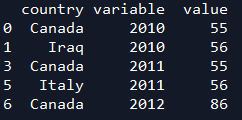 country variable value
0 Canada 2010 55
1 Iraq 2010 56
3 Canada 2011 55
5 Italy 2011 56
6 Canada 2012 86